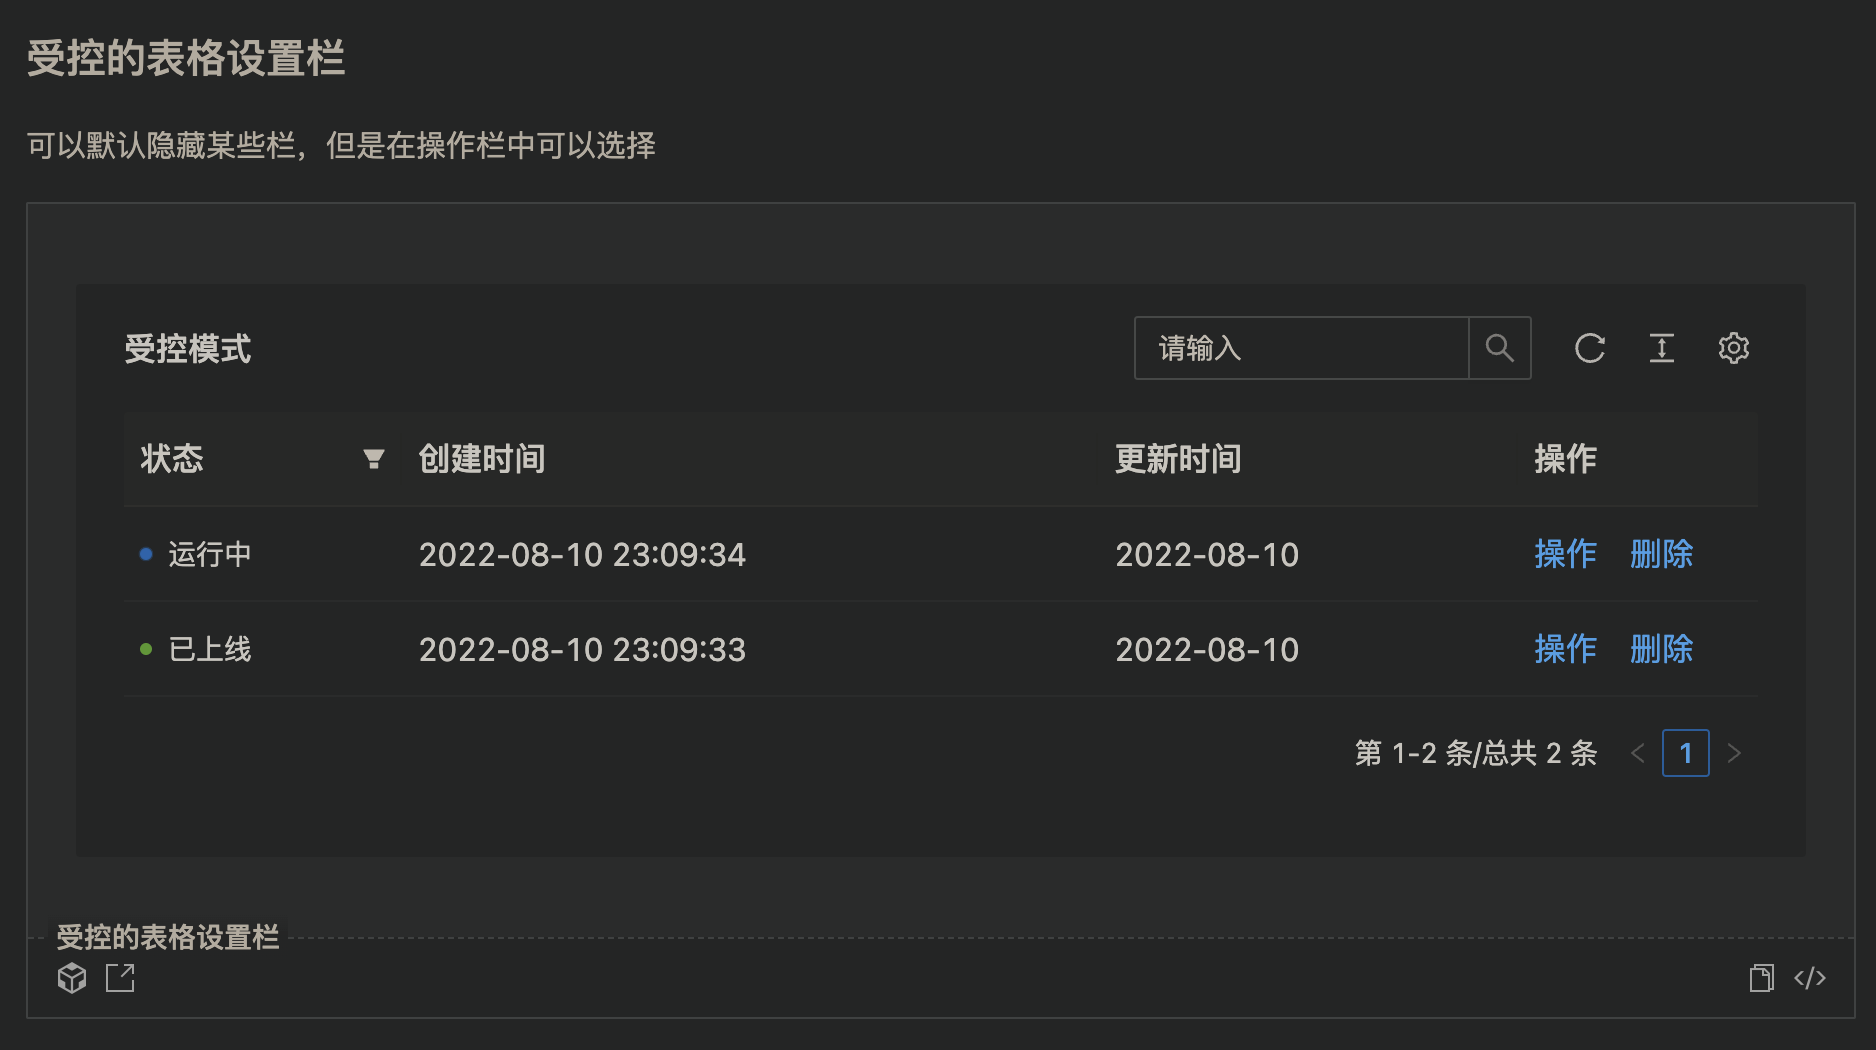 受控的表格设置栏
可以默认隐藏某些栏，但是在操作栏中可以选择
受控模式
请输入
状态 创建时间 更新时间 操作
运行中 2022-08-10 23:09:34 2022-08-10 操作 删除
已上线 2022-08-10 23:09:33 2022-08-10 操作 删除
第 1-2 条/总共 2 条 < 1 >
受控的表格设置栏